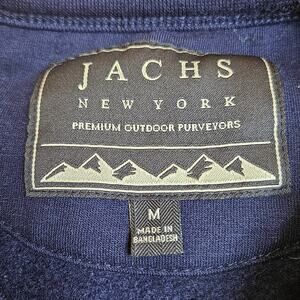 JACHS
NEW YORK
PREMIUM OUTDOOR PURVEYORS
M
MADE IN
BANGLADESH